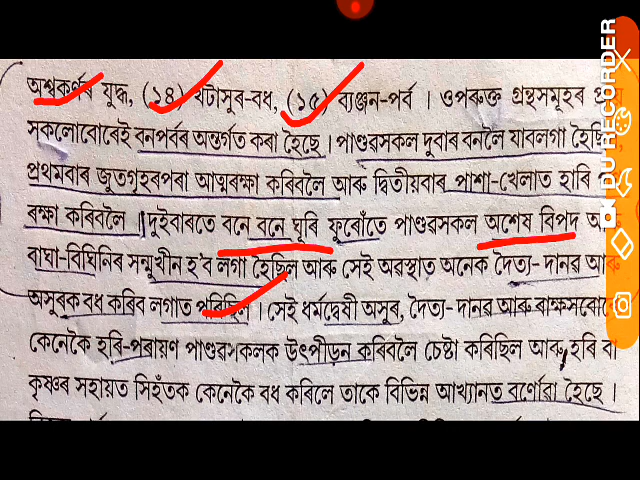 অশ্বকৰ্ণৰ যুদ্ধ, (১৪) বটাসুৰ-বধ, (১৫) ব্যঞ্জন-পৰ্ব । ওপৰুক্ত গ্ৰন্থসমূহৰ প্ৰায়
সকলোবোৰেই বনপৰ্বৰ অন্তৰ্গত কৰা হৈছে । পাণ্ডৱসকল দুবাৰ বনলৈ যাবলগা হৈছিল,
প্ৰথমবাৰ জুতগৃহৰপৰা আত্মৰক্ষা কৰিবলৈ আৰু দ্বিতীয়বাৰ পাশা-খেলাত হাৰি
ৰক্ষা কৰিবলৈ । দুইবাৰতে বনে বনে ঘূৰি ফুৰোঁতে পাণ্ডৱসকল অশেষ বিপদ আৰু
বাঘা-বিঘিনিৰ সন্মুখীন হ'ব লগা হৈছিল আৰু সেই অৱস্থাত অনেক দৈত্য-দানৱ আৰু
অসুৰক বধ কৰিব লগাত পৰিছিল । সেই ধৰ্মদ্বেষী অসুৰ, দৈত্য-দানৱ আৰু ৰাক্ষসবোৰে
কেনেকৈ হৰি-পৰায়ণ পাণ্ডৱসকলক উৎপীড়ন কৰিবলৈ চেষ্টা কৰিছিল আৰু, হৰি বা
কৃষ্ণৰ সহায়ত সিহঁতক কেনেকৈ বধ কৰিলে তাকে বিভিন্ন আখ্যানত বৰ্ণোৱা হৈছে ।
DU RECORDER